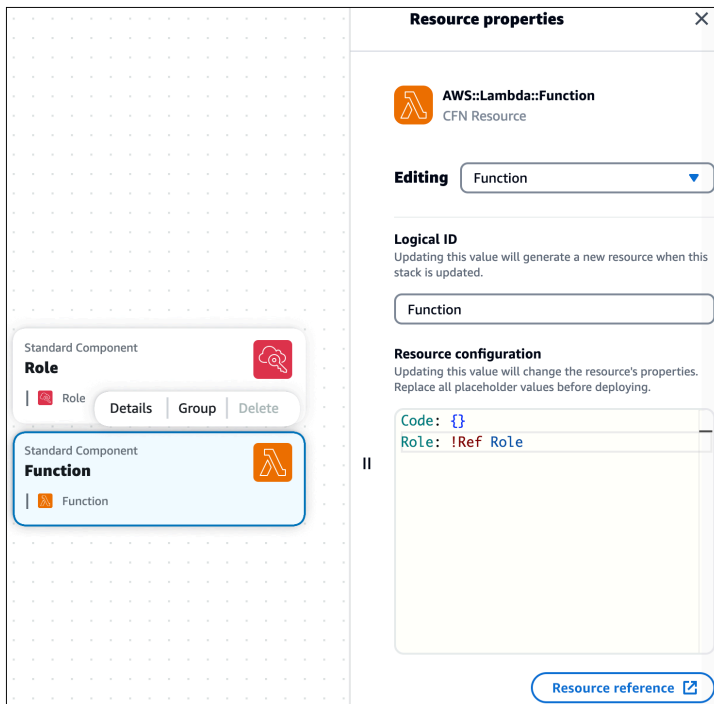 Resource properties
AWS::Lambda::Function
CFN Resource
Editing
Function
Logical ID
Updating this value will generate a new resource when this
stack is updated.
Function
Resource configuration
Updating this value will change the resource's properties.
Replace all placeholder values before deploying.
Code: {}
Role: !Ref Role
Resource reference
Standard Component
Role
Role
Details
Group
Delete
Standard Component
Function
Function